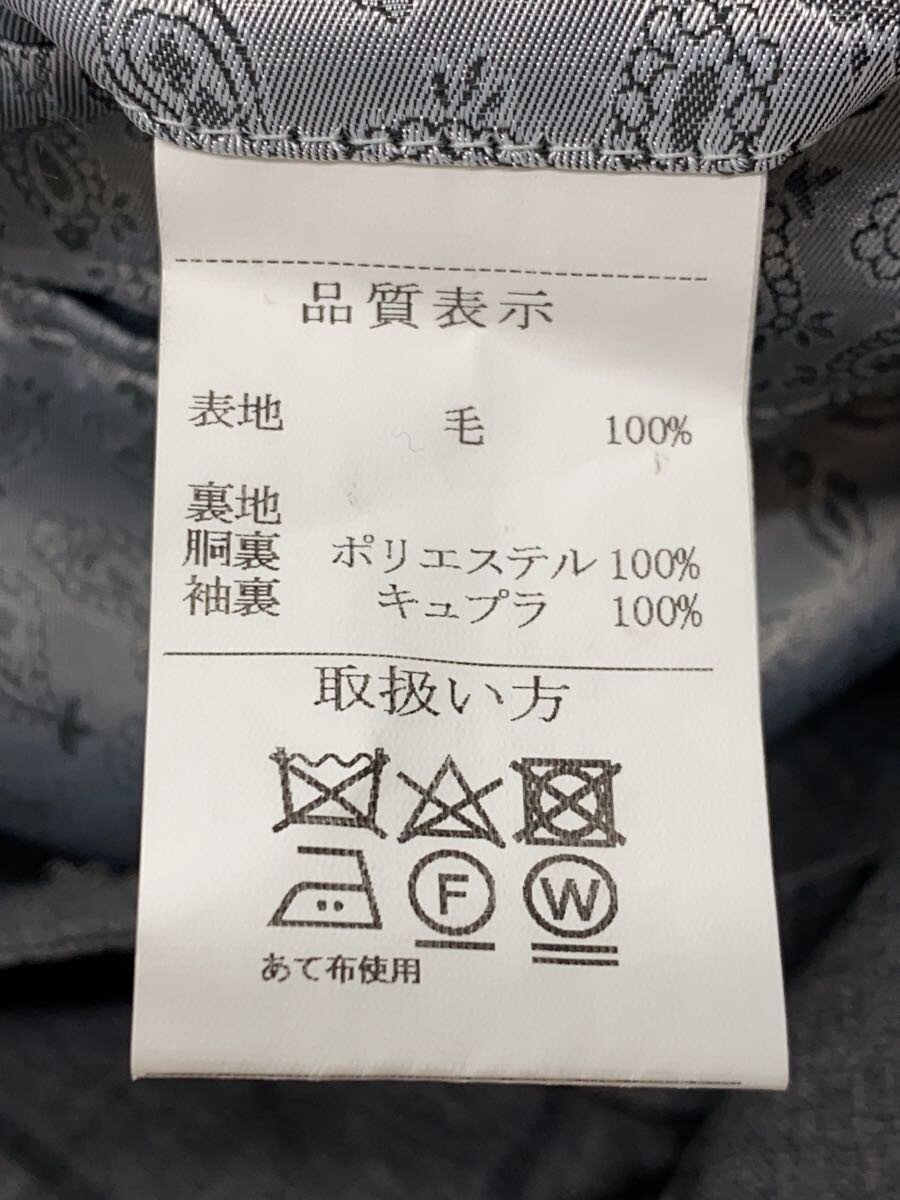 品質表示
表地 毛 100%
裏地
胴裏 ポリエステル 100%
袖裏 キュプラ 100%
取扱い方
F W
あて布使用